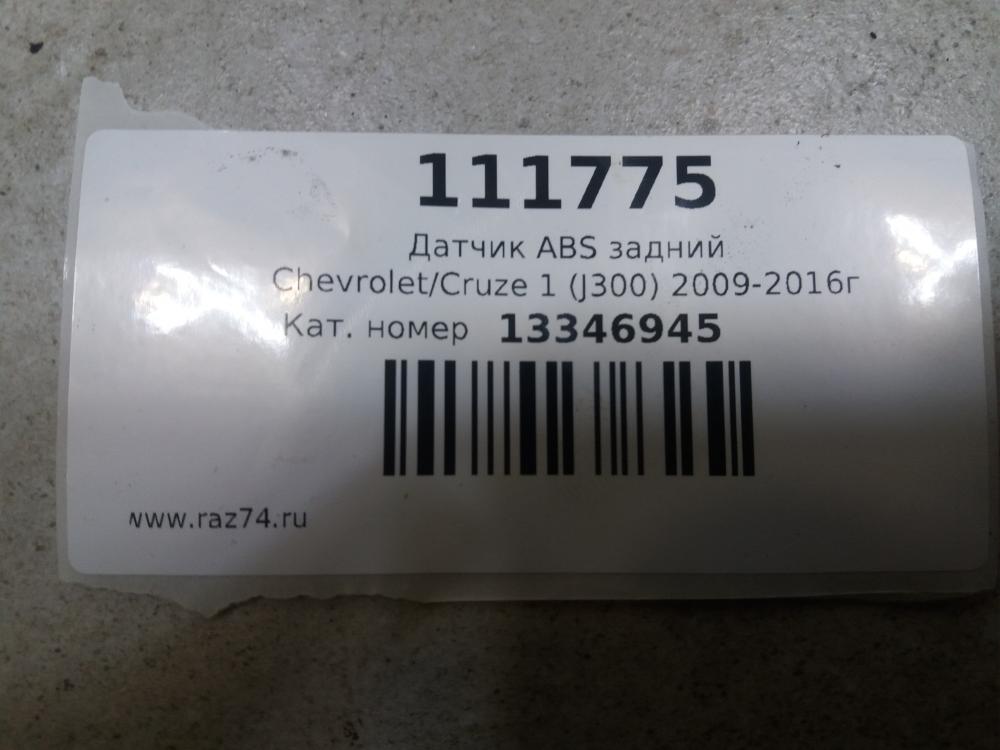 111775
Датчик ABS задний
Chevrolet/Cruze 1 (J300) 2009-2016г
Кат. номер 13346945
www.raz74.ru